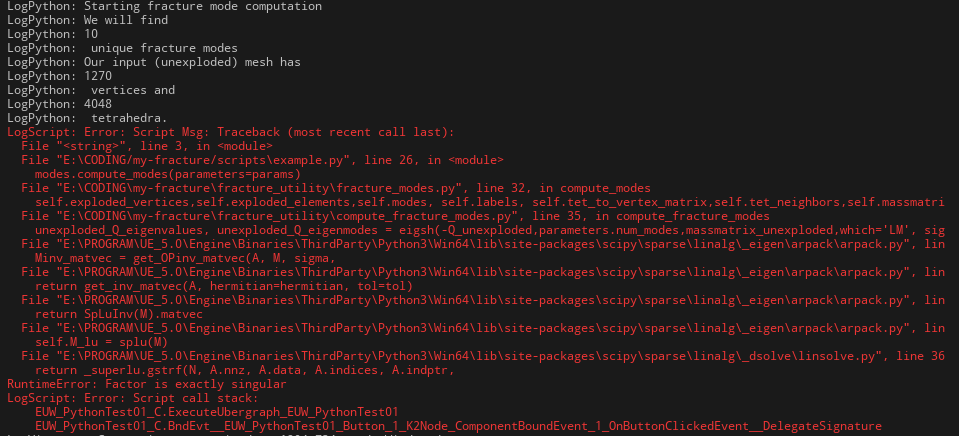 LogPython: Starting fracture mode computation
LogPython: We will find
LogPython: 10
LogPython:  unique fracture modes
LogPython: Our input (unexploded) mesh has
LogPython: 1270
LogPython:  vertices and
LogPython: 4048
LogPython:  tetrahedra.
LogScript: Error: Script Msg: Traceback (most recent call last):
File "<string>", line 3, in <module>
File "E:\CODING/my-fracture/scripts\example.py", line 26, in <module>
modes.compute_modes(parameters=params)
File "E:\CODING\my-fracture\fracture_utility\fracture_modes.py", line 32, in compute_modes
self.exploded_vertices,self.exploded_elements,self.modes, self.labels, self.tet_to_vertex_matrix,self.tet_neighbors,self.massmatri
File "E:\CODING\my-fracture\fracture_utility\compute_fracture_modes.py", line 35, in compute_fracture_modes
unexploded_Q_eigenvalues, unexploded_Q_eigenmodes = eigsh(-Q_unexploded,parameters.num_modes,massmatrix_unexploded,which='LM', sig
File "E:\PROGRAM\UE_5.0\Engine\Binaries\ThirdParty\Python3\Win64\lib\site-packages\scipy\sparse\linalg\_eigen\arpack\arpack.py", lin
Minv_matvec = get_OPinv_matvec(A, M, sigma,
File "E:\PROGRAM\UE_5.0\Engine\Binaries\ThirdParty\Python3\Win64\lib\site-packages\scipy\sparse\linalg\_eigen\arpack\arpack.py", lin
return get_inv_matvec(A, hermitian=hermitian, tol=tol)
File "E:\PROGRAM\UE_5.0\Engine\Binaries\ThirdParty\Python3\Win64\lib\site-packages\scipy\sparse\linalg\_eigen\arpack\arpack.py", lin
return SpLuInv(M).matvec
File "E:\PROGRAM\UE_5.0\Engine\Binaries\ThirdParty\Python3\Win64\lib\site-packages\scipy\sparse\linalg\_eigen\arpack\arpack.py", lin
self.M_lu = splu(M)
File "E:\PROGRAM\UE_5.0\Engine\Binaries\ThirdParty\Python3\Win64\lib\site-packages\scipy\sparse\linalg\_dsolve\linsolve.py", line 36
return _superlu.gstrf(N, A.nnz, A.data, A.indices, A.indptr,
RuntimeError: Factor is exactly singular
LogScript: Error: Script call stack:
EUW_PythonTest01_C.ExecuteUbergraph_EUW_PythonTest01
EUW_PythonTest01_C.BndEvt__EUW_PythonTest01_Button_1_K2Node_ComponentBoundEvent_1_OnButtonClickedEvent__DelegateSignature